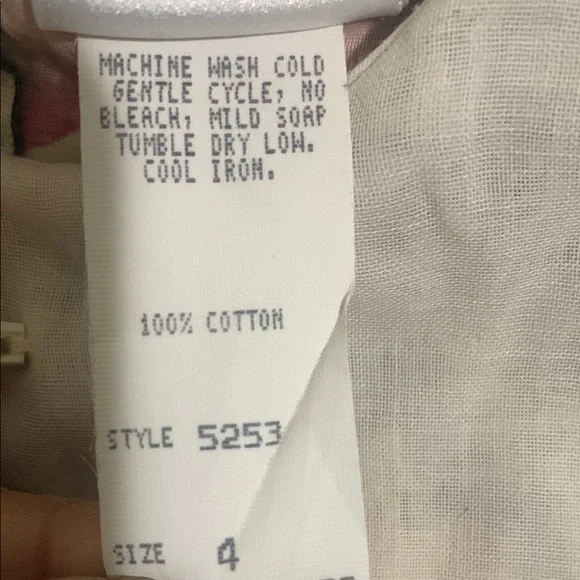 MACHINE WASH COLD
GENTLE CYCLE, NO
BLEACH, MILD SOAP
TUMBLE DRY LOW.
COOL IRON.
100% COTTON
STYLE 5253
SIZE 4